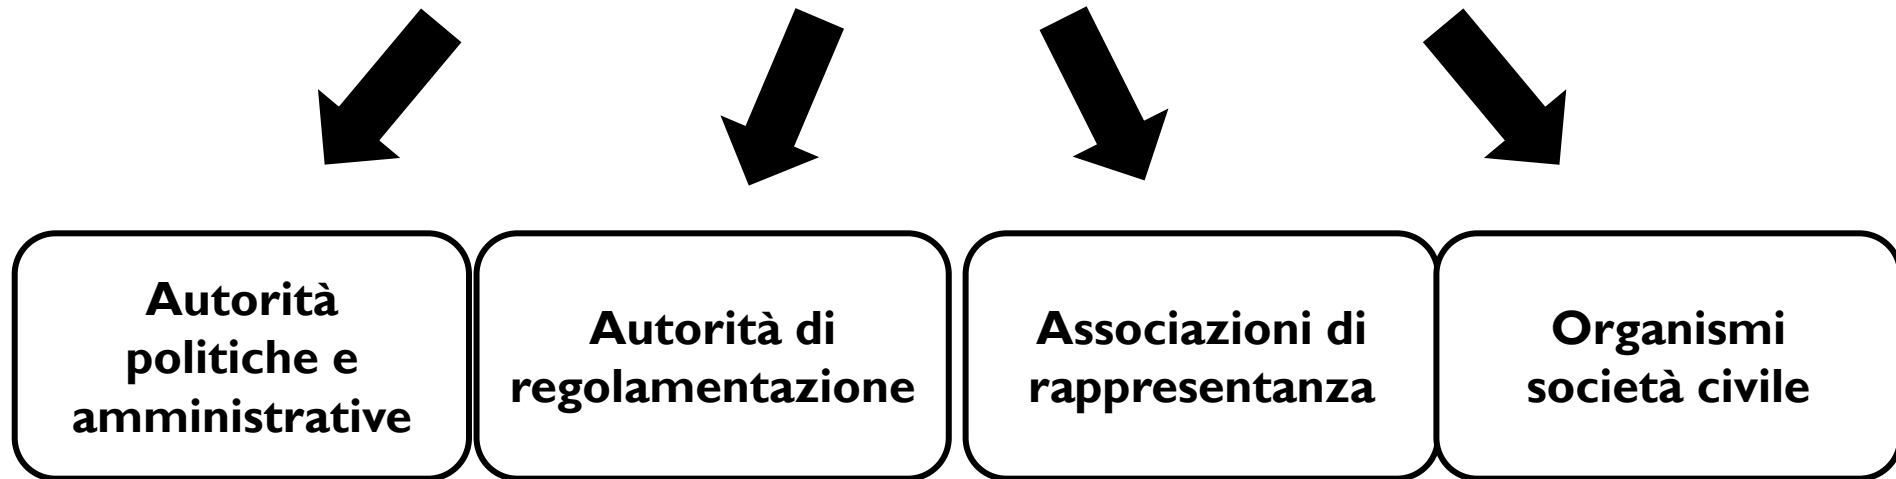 Autorità
politiche e
amministrative
Autorità di
regolamentazione
Associazioni di
rappresentanza
Organismi
società civile